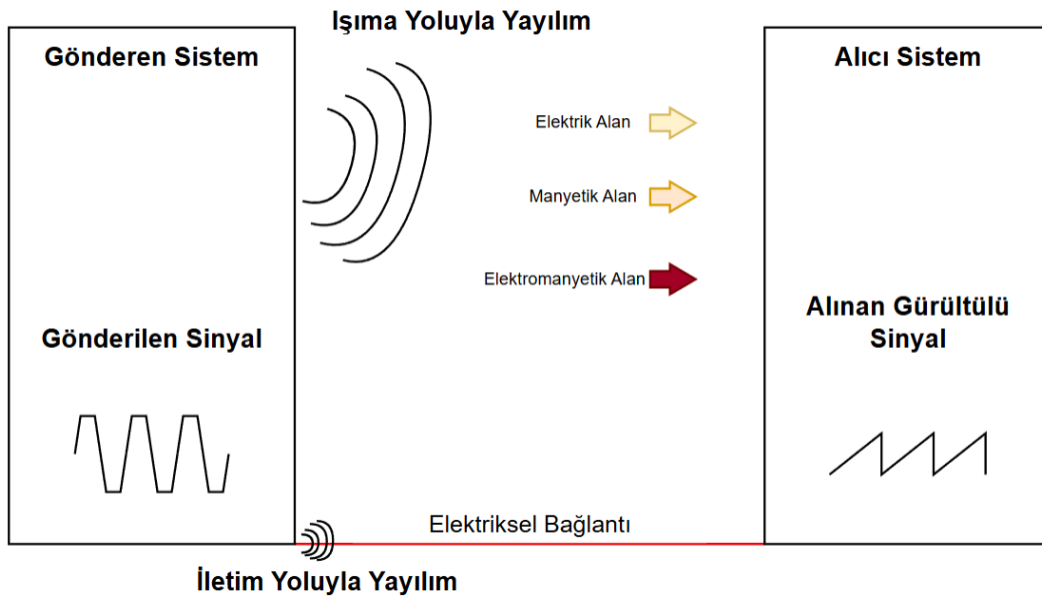 Işıma Yoluyla Yayılım
Gönderen Sistem
Alıcı Sistem
Elektrik Alan
Manyetik Alan
Elektromanyetik Alan
Gönderilen Sinyal
Alınan Gürültülü
Sinyal
Elektriksel Bağlantı
İletim Yoluyla Yayılım